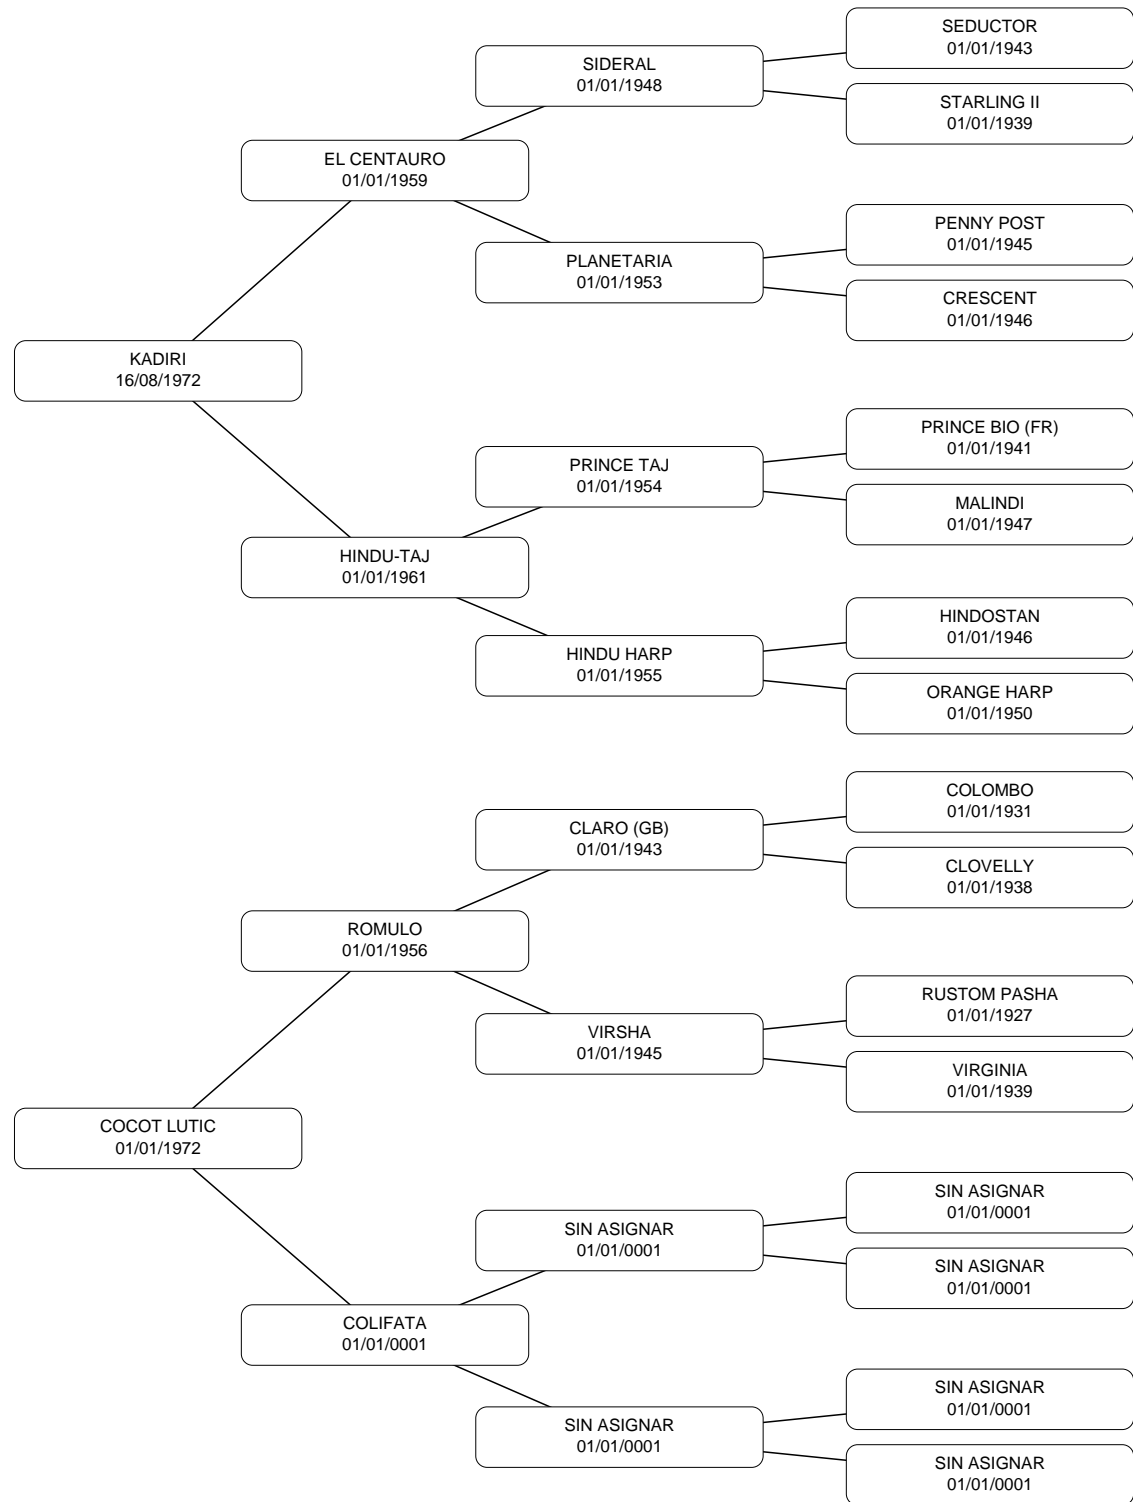 SEDUCTOR
01/01/1943
SIDERAL
01/01/1948
STARLING II
01/01/1939
EL CENTAURO
01/01/1959
PENNY POST
01/01/1945
PLANETARIA
01/01/1953
CRESCENT
01/01/1946
KADIRI
16/08/1972
PRINCE BIO (FR)
01/01/1941
PRINCE TAJ
01/01/1954
MALINDI
01/01/1947
HINDU-TAJ
01/01/1961
HINDOSTAN
01/01/1946
HINDU HARP
01/01/1955
ORANGE HARP
01/01/1950
COLOMBO
01/01/1931
CLARO (GB)
01/01/1943
CLOVELLY
01/01/1938
ROMULO
01/01/1956
RUSTOM PASHA
01/01/1927
VIRSHA
01/01/1945
VIRGINIA
01/01/1939
COCOT LUTIC
01/01/1972
SIN ASIGNAR
01/01/0001
SIN ASIGNAR
01/01/0001
SIN ASIGNAR
01/01/0001
COLIFATA
01/01/0001
SIN ASIGNAR
01/01/0001
SIN ASIGNAR
01/01/0001
SIN ASIGNAR
01/01/0001